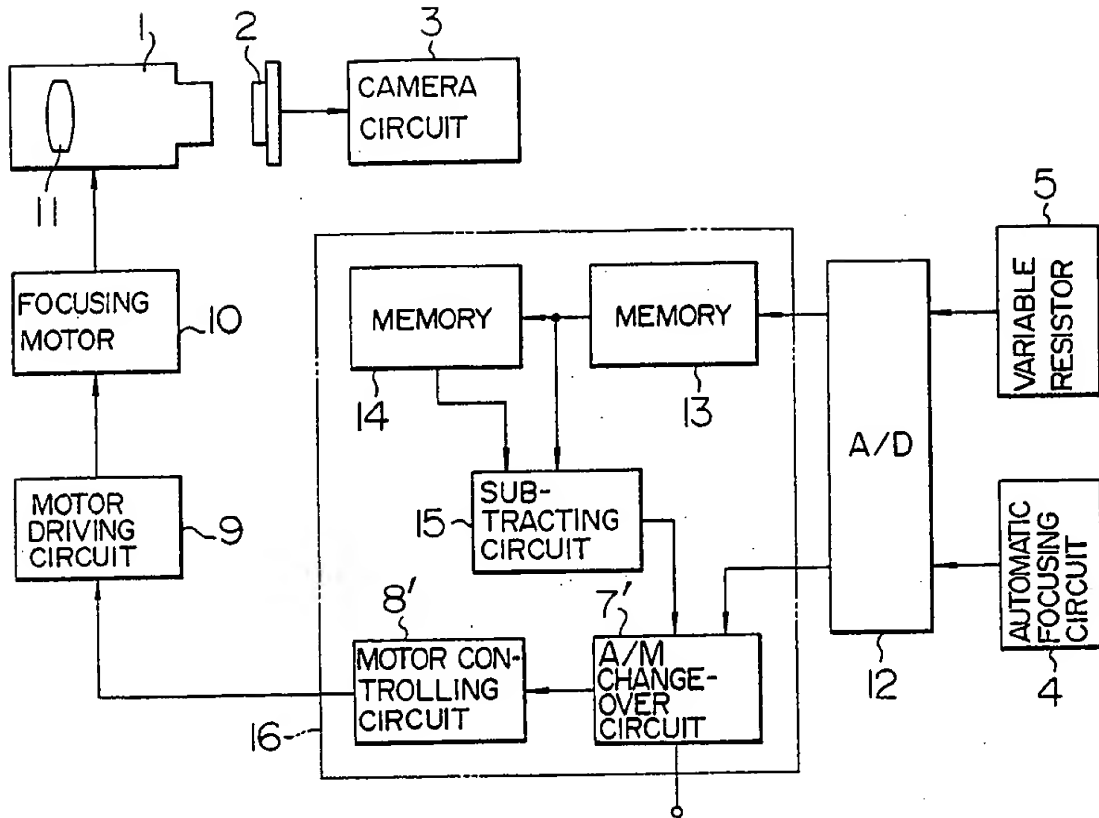 1
2
3
CAMERA
CIRCUIT
11
5
VARIABLE
RESISTOR
FOCUSING
MOTOR
10
MEMORY
14
MEMORY
13
A/D
12
MOTOR
DRIVING
CIRCUIT
9
SUB-
TRACTING
CIRCUIT
15
AUTOMATIC
FOCUSING
CIRCUIT
4
8'
MOTOR CON-
TROLLING
CIRCUIT
7'
A/M
CHANGE-
OVER
CIRCUIT
16